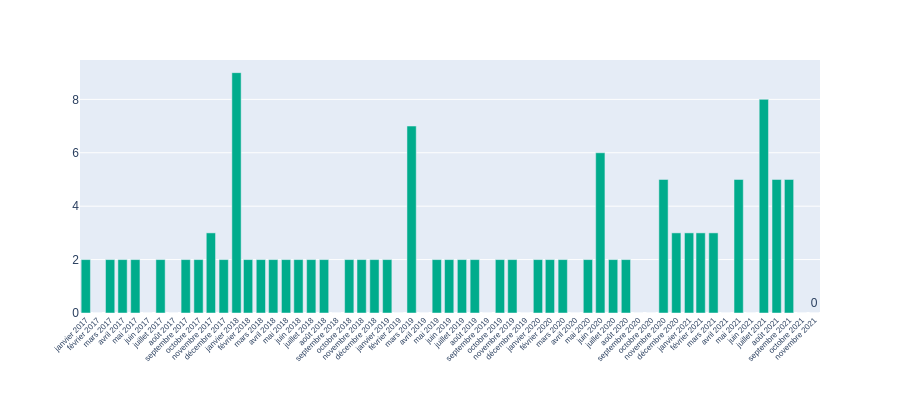 8
6
4
2
0
0
janvier 2017
février 2017
mars 2017
avril 2017
mai 2017
juin 2017
juillet 2017
août 2017
septembre 2017
octobre 2017
novembre 2017
décembre 2017
janvier 2018
février 2018
mars 2018
avril 2018
mai 2018
juin 2018
juillet 2018
août 2018
septembre 2018
octobre 2018
novembre 2018
décembre 2018
janvier 2019
février 2019
mars 2019
avril 2019
mai 2019
juin 2019
juillet 2019
août 2019
septembre 2019
octobre 2019
novembre 2019
décembre 2019
janvier 2020
février 2020
mars 2020
avril 2020
mai 2020
juin 2020
juillet 2020
août 2020
septembre 2020
octobre 2020
novembre 2020
décembre 2020
janvier 2021
février 2021
mars 2021
avril 2021
mai 2021
juin 2021
juillet 2021
août 2021
septembre 2021
octobre 2021
novembre 2021